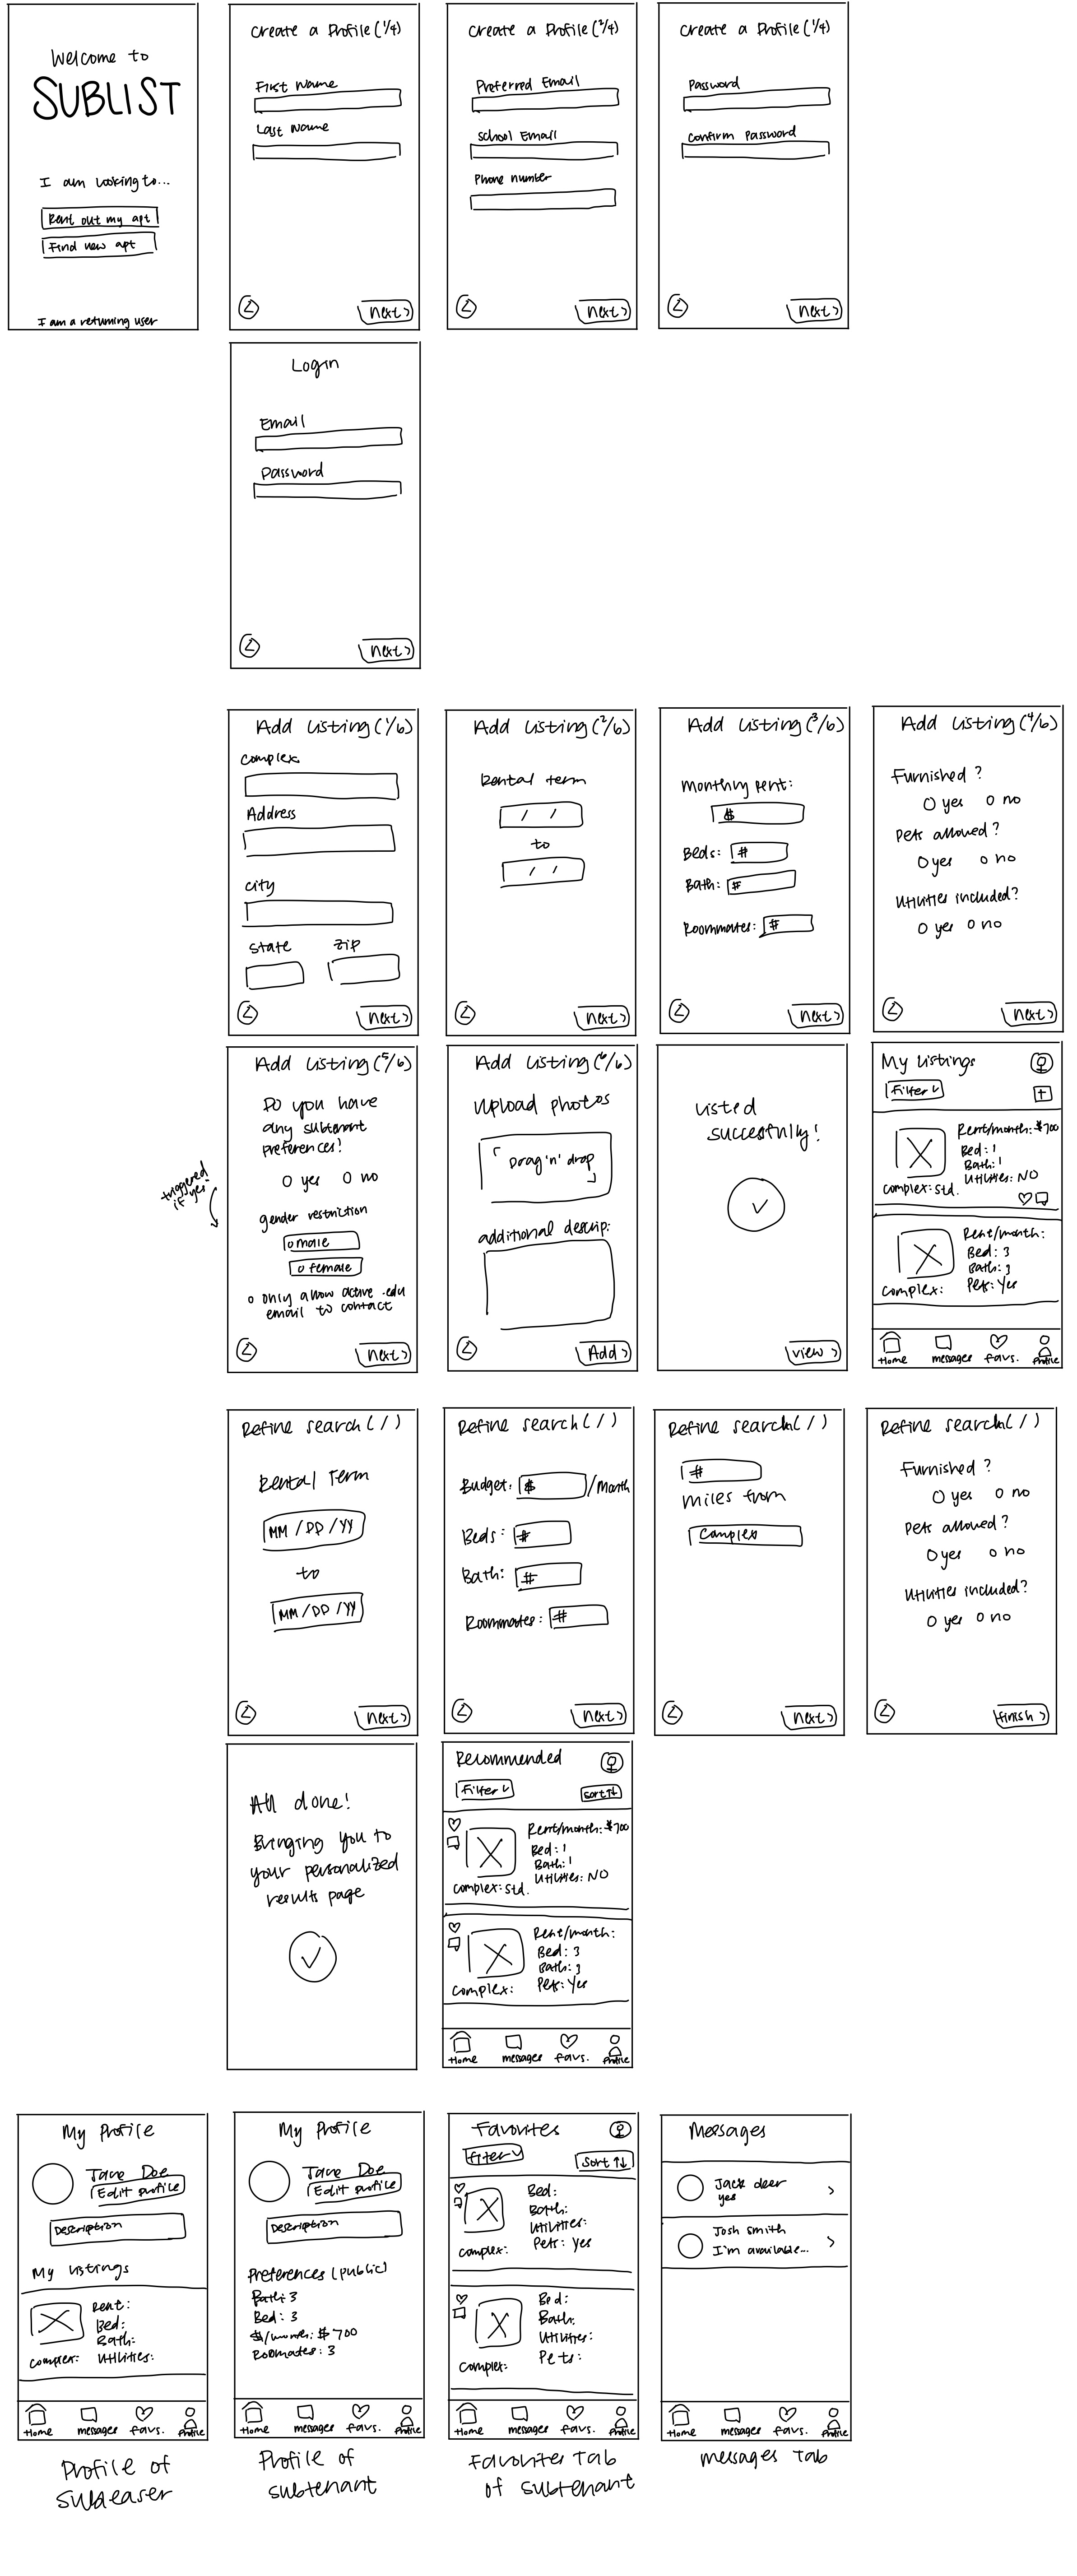 Welcome to
SUBLIST
I am looking to...
Rent out my apt
Find new apt
I am a returning user
Create a Profile (1/4)
First Name
Last Name
Next >
Create a Profile (2/4)
Preferred Email
School Email
Phone number
Next >
Create a Profile (1/4)
Password
Confirm Password
Next >
Login
Email
Password
Next >
Add Listing (1/6)
Complex
Address
City
State Zip
Next >
Add Listing (2/6)
Rental term
/ /
to
/ /
Next >
Add Listing (3/6)
Monthly rent:
$
Beds: #
Bath: #
Roommates: #
Next >
Add Listing (4/6)
Furnished?
yes no
Pets allowed?
yes no
Utilities included?
yes no
Next >
triggered
if yes!
Add Listing (5/6)
Do you have
any subtenant
preferences?
yes no
gender restriction
male
female
only allow active .edu
email to contact
Next >
Add Listing (6/6)
Upload photos
Drag 'n' drop
additional descrip:
Add >
Listed
succesfully!
view >
My Listings
Filter
Rent/month: $700
Bed: 1
Bath: 1
Utilities: NO
Complex: Std.
Rent/month:
Bed: 3
Bath: 3
Pets: Yes
Complex:
Home messages favs. Profile
Refine search ( / )
Rental Term
MM / DD / YY
to
MM / DD / YY
Next >
Refine search ( / )
Budget: $ /Month
Beds: #
Bath: #
Roommates: #
Next >
Refine search ( / )
#
miles from
Complex
Next >
Refine search ( / )
Furnished?
yes no
Pets allowed?
yes no
Utilities included?
yes no
Finish >
All done!
Bringing you to
your personalized
results page
Recommended
Filter
Sort ↑↓
Rent/month: $700
Bed: 1
Bath: 1
Utilities: NO
Complex: Std.
Rent/month:
Bed: 3
Bath: 3
Pets: Yes
Complex:
Home messages favs. Profile
My Profile
Jane Doe
Edit profile
Description
My Listings
Rent:
Bed:
Bath:
Complex: Utilities:
Home messages favs. Profile
Profile of
subleaser
My Profile
Jane Doe
Edit profile
Description
Preferences (public)
Bath: 3
Bed: 3
$/month: $700
Roomates: 3
Home messages favs. Profile
Profile of
subtenant
Favorites
Filter
Sort ↑↓
Bed:
Bath:
Utilities:
Pets: yes
Complex:
Bed:
Bath:
Utilities:
Pets:
Complex:
Home messages favs. Profile
Favorites Tab
of subtenant
Messages
Jack deer
yes
Josh Smith
I'm available...
Home messages favs. Profile
messages tab